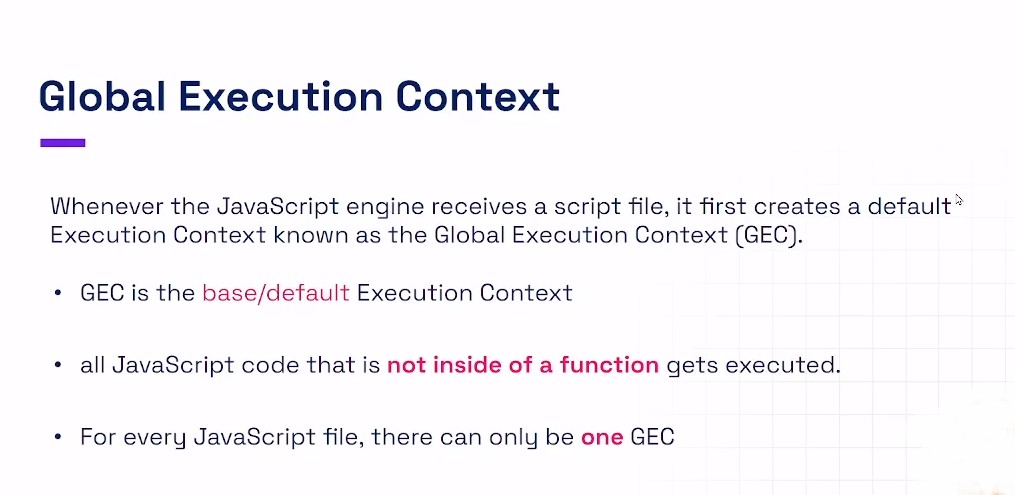 Global Execution Context
Whenever the JavaScript engine receives a script file, it first creates a default
Execution Context known as the Global Execution Context (GEC).
• GEC is the base/default Execution Context
• all JavaScript code that is not inside of a function gets executed.
• For every JavaScript file, there can only be one GEC